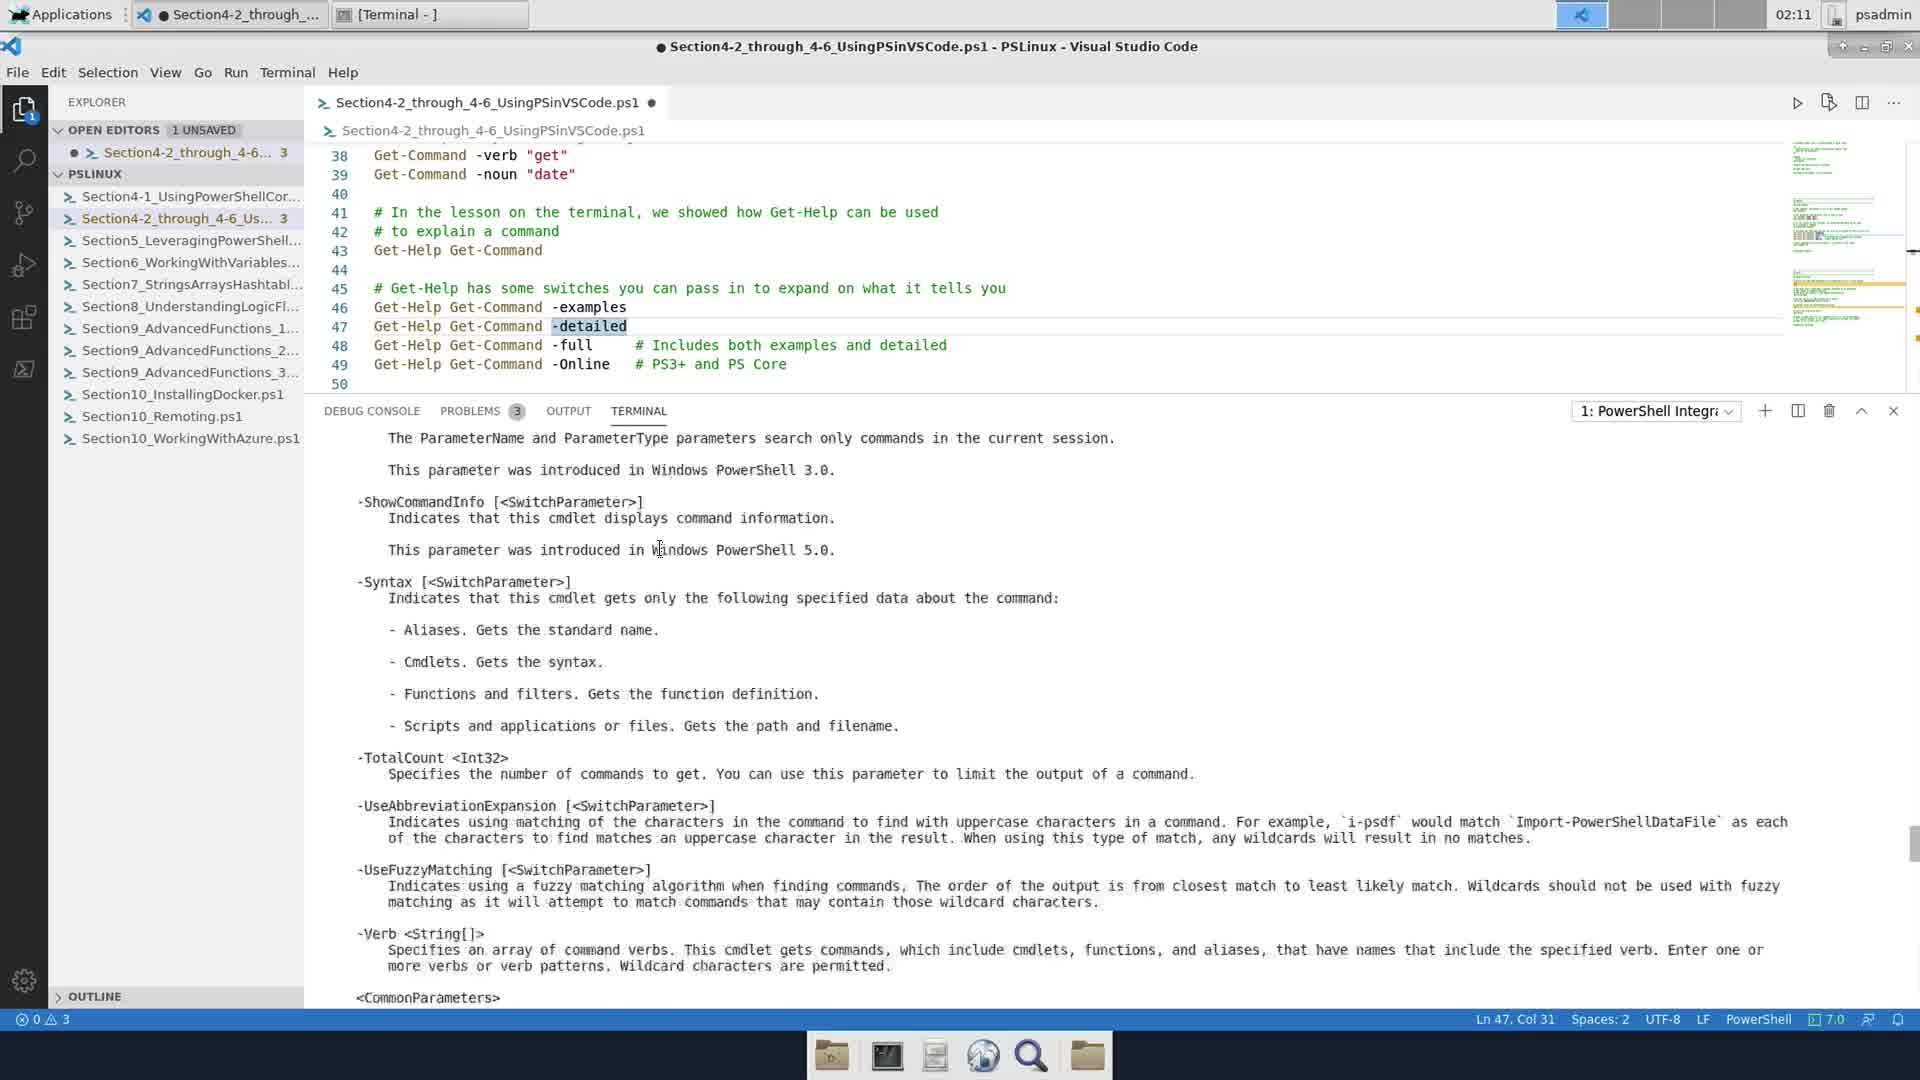 Applications
● Section4-2_through_...
[Terminal - ]
02:11
psadmin
● Section4-2_through_4-6_UsingPSinVSCode.ps1 - PSLinux - Visual Studio Code
File Edit Selection View Go Run Terminal Help
EXPLORER
OPEN EDITORS 1 UNSAVED
● Section4-2_through_4-6... 3
PSLINUX
Section4-1_UsingPowerShellCor...
Section4-2_through_4-6_Us... 3
Section5_LeveragingPowerShell...
Section6_WorkingWithVariables...
Section7_StringsArraysHashtabl...
Section8_UnderstandingLogicFl...
Section9_AdvancedFunctions_1...
Section9_AdvancedFunctions_2...
Section9_AdvancedFunctions_3...
Section10_InstallingDocker.ps1
Section10_Remoting.ps1
Section10_WorkingWithAzure.ps1
OUTLINE
1
Section4-2_through_4-6_UsingPSinVSCode.ps1 ●
Section4-2_through_4-6_UsingPSinVSCode.ps1
38 Get-Command -verb "get"
39 Get-Command -noun "date"
40
41 # In the lesson on the terminal, we showed how Get-Help can be used
42 # to explain a command
43 Get-Help Get-Command
44
45 # Get-Help has some switches you can pass in to expand on what it tells you
46 Get-Help Get-Command -examples
47 Get-Help Get-Command -detailed
48 Get-Help Get-Command -full # Includes both examples and detailed
49 Get-Help Get-Command -Online # PS3+ and PS Core
50
DEBUG CONSOLE PROBLEMS 3 OUTPUT TERMINAL
1: PowerShell Integra
The ParameterName and ParameterType parameters search only commands in the current session.
This parameter was introduced in Windows PowerShell 3.0.
-ShowCommandInfo [<SwitchParameter>]
Indicates that this cmdlet displays command information.
This parameter was introduced in Windows PowerShell 5.0.
-Syntax [<SwitchParameter>]
Indicates that this cmdlet gets only the following specified data about the command:
- Aliases. Gets the standard name.
- Cmdlets. Gets the syntax.
- Functions and filters. Gets the function definition.
- Scripts and applications or files. Gets the path and filename.
-TotalCount <Int32>
Specifies the number of commands to get. You can use this parameter to limit the output of a command.
-UseAbbreviationExpansion [<SwitchParameter>]
Indicates using matching of the characters in the command to find with uppercase characters in a command. For example, `i-psdf` would match `Import-PowerShellDataFile` as each
of the characters to find matches an uppercase character in the result. When using this type of match, any wildcards will result in no matches.
-UseFuzzyMatching [<SwitchParameter>]
Indicates using a fuzzy matching algorithm when finding commands. The order of the output is from closest match to least likely match. Wildcards should not be used with fuzzy
matching as it will attempt to match commands that may contain those wildcard characters.
-Verb <String[]>
Specifies an array of command verbs. This cmdlet gets commands, which include cmdlets, functions, and aliases, that have names that include the specified verb. Enter one or
more verbs or verb patterns. Wildcard characters are permitted.
<CommonParameters>
0 3
Ln 47, Col 31 Spaces: 2 UTF-8 LF PowerShell 7.0